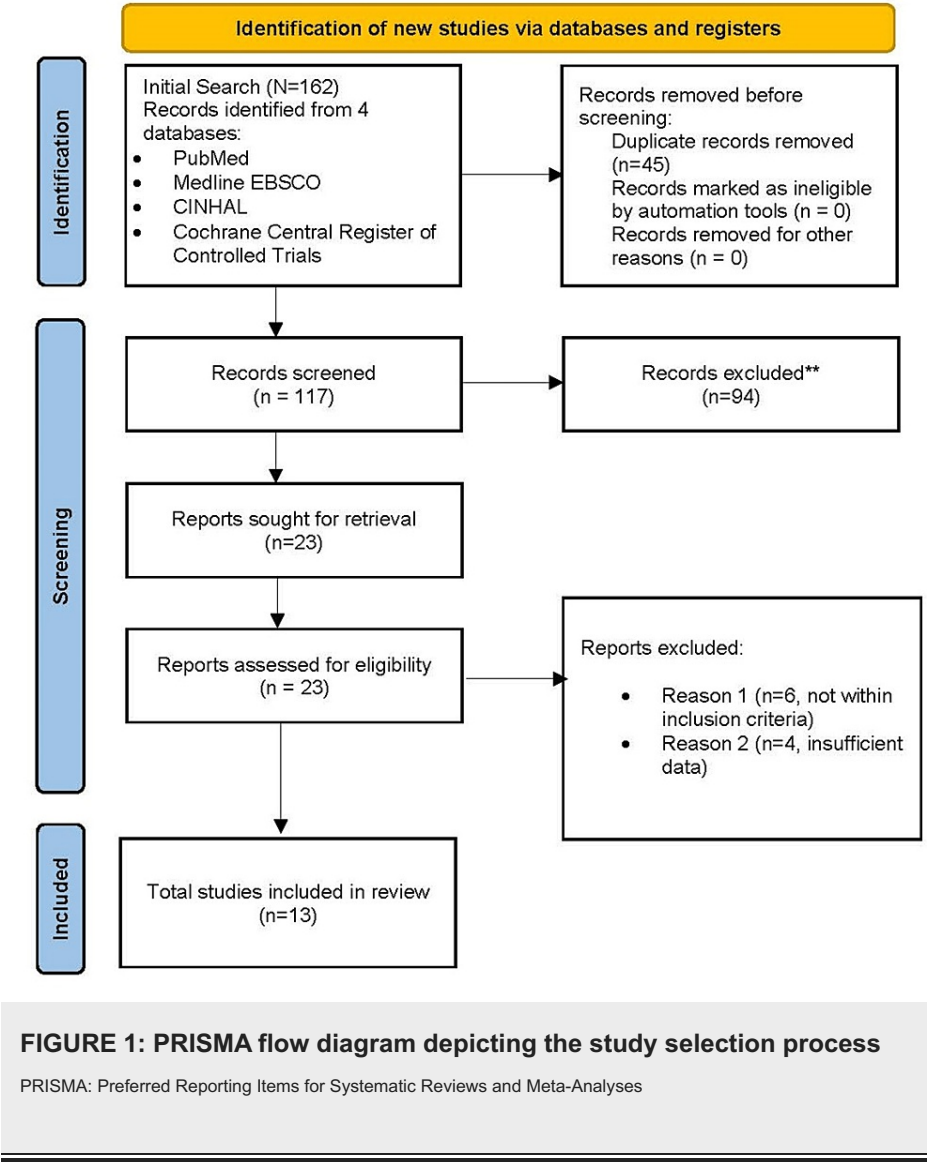 Identification of new studies via databases and registers
Identification
Initial Search (N=162)
Records identified from 4
databases:
• PubMed
• Medline EBSCO
• CINHAL
• Cochrane Central Register of
Controlled Trials
Records removed before
screening:
Duplicate records removed
(n=45)
Records marked as ineligible
by automation tools (n = 0)
Records removed for other
reasons (n = 0)
Screening
Records screened
(n = 117)
Records excluded**
(n=94)
Reports sought for retrieval
(n=23)
Reports assessed for eligibility
(n = 23)
Reports excluded:
• Reason 1 (n=6, not within
inclusion criteria)
• Reason 2 (n=4, insufficient
data)
Included
Total studies included in review
(n=13)
FIGURE 1: PRISMA flow diagram depicting the study selection process
PRISMA: Preferred Reporting Items for Systematic Reviews and Meta-Analyses